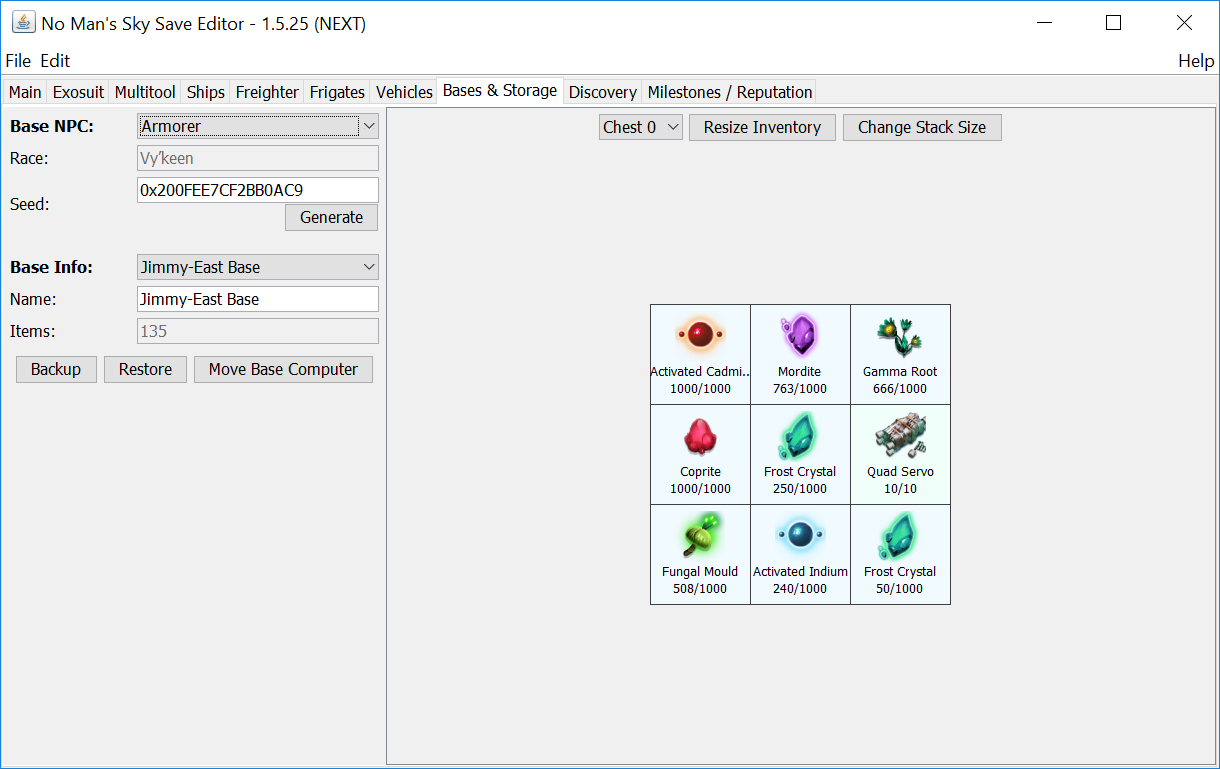 No Man's Sky Save Editor - 1.5.25 (NEXT)
File Edit Help
Main Exosuit Multitool Ships Freighter Frigates Vehicles Bases & Storage Discovery Milestones / Reputation
Base NPC: Armorer
Race: Vy'keen
Seed: 0x200FEE7CF2BB0AC9
Generate
Base Info: Jimmy-East Base
Name: Jimmy-East Base
Items: 135
Backup Restore Move Base Computer
Chest 0 Resize Inventory Change Stack Size
Activated Cadmi.. Mordite Gamma Root
1000/1000 763/1000 666/1000
Coprite Frost Crystal Quad Servo
1000/1000 250/1000 10/10
Fungal Mould Activated Indium Frost Crystal
508/1000 240/1000 50/1000